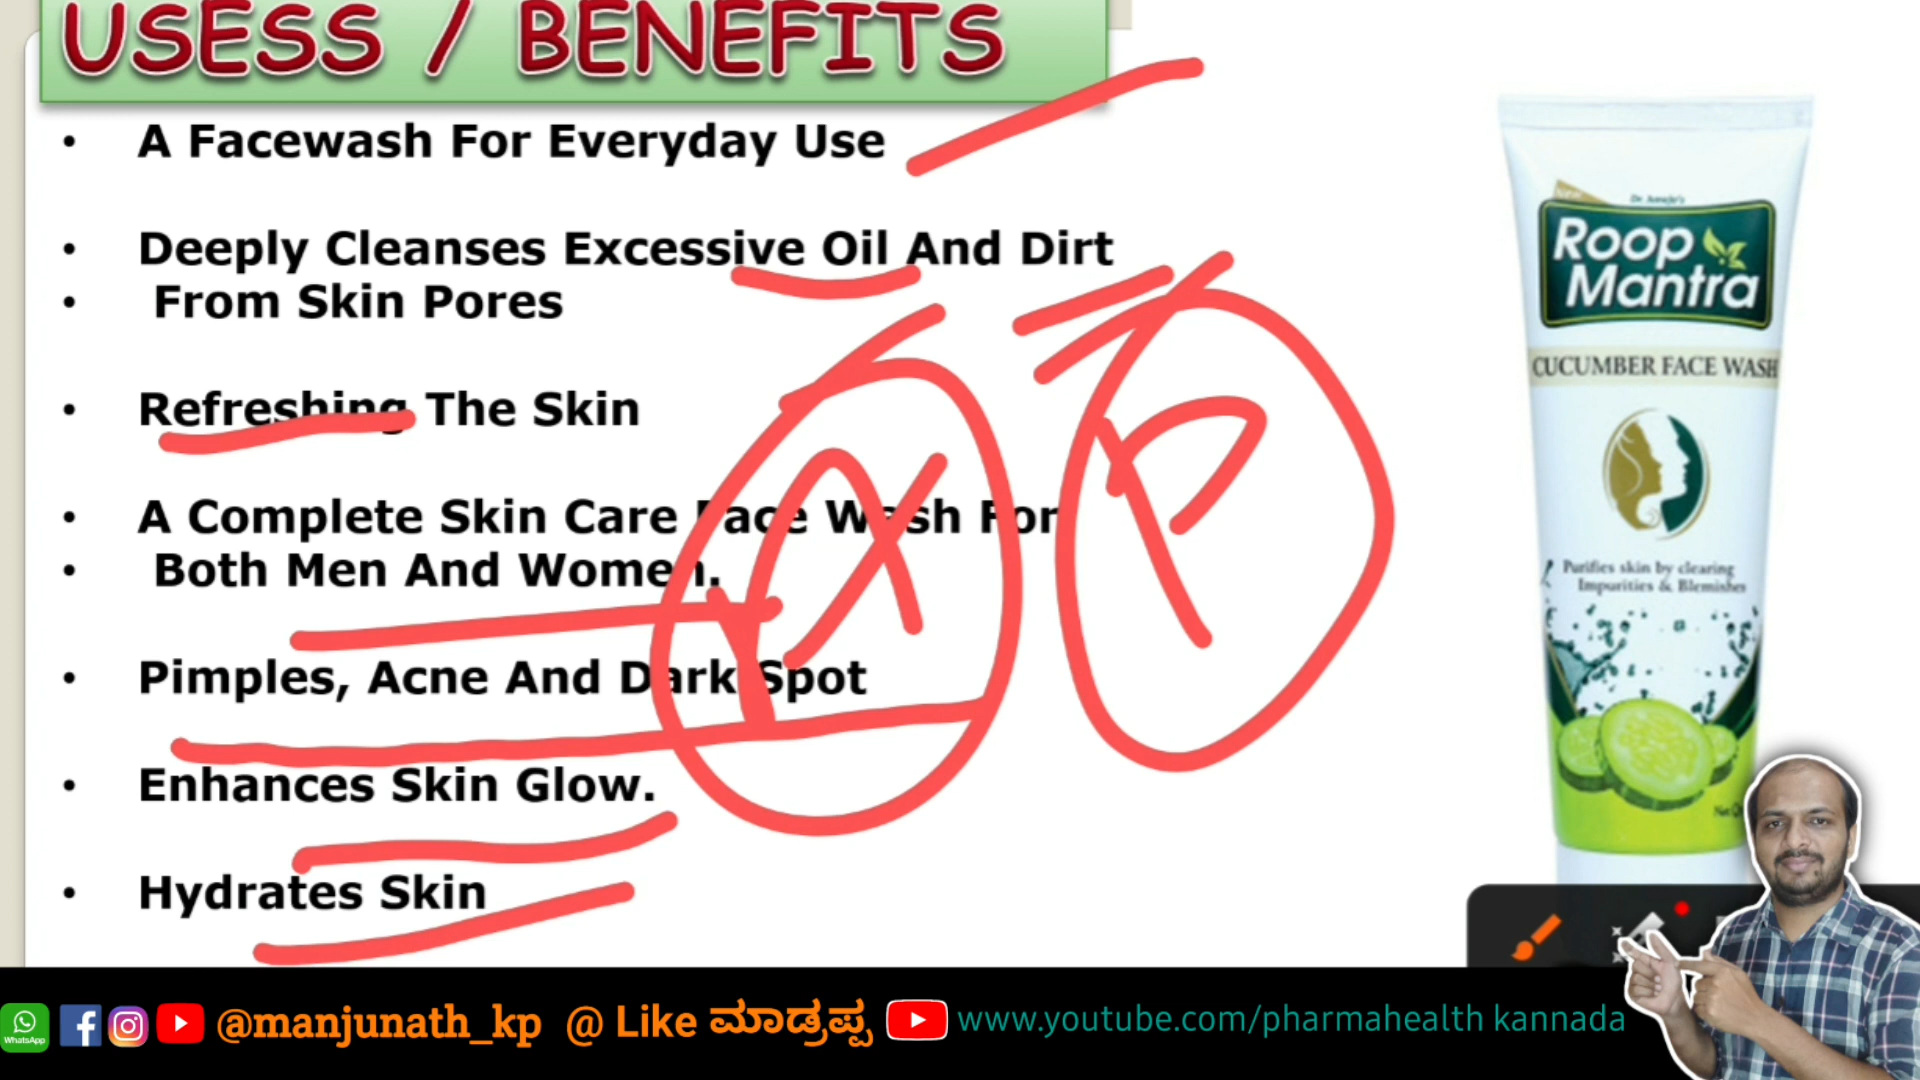 USESS / BENEFITS
• A Facewash For Everyday Use
• Deeply Cleanses Excessive Oil And Dirt
• From Skin Pores
• Refreshing The Skin
• A Complete Skin Care Face Wash For
• Both Men And Women.
• Pimples, Acne And Dark Spot
• Enhances Skin Glow.
• Hydrates Skin
P
Dr. Juneja's
Roop
Mantra
CUCUMBER FACE WASH
Purifies skin by clearing
Impurities & Blemishes
WhatsApp
@manjunath_kp @ Like ಮಾಡ್ರಪ್ಪ www.youtube.com/pharmahealth kannada